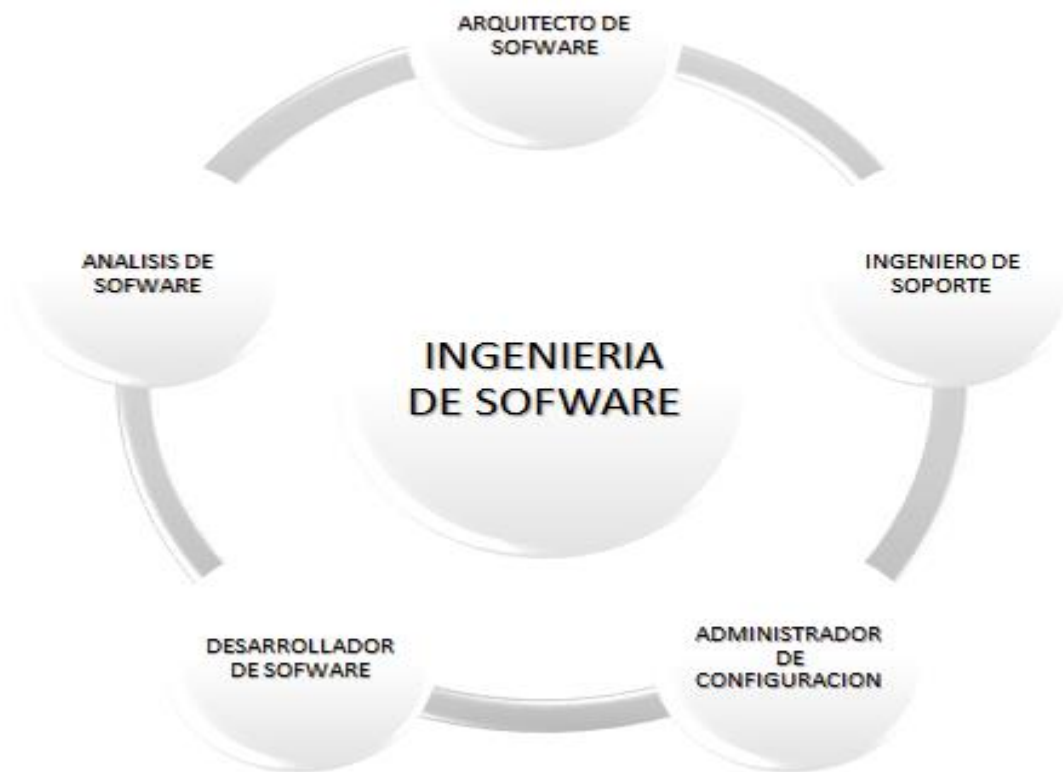 ARQUITECTO DE
SOFWARE
ANALISIS DE
SOFWARE
INGENIERO DE
SOPORTE
INGENIERIA
DE SOFWARE
DESARROLLADOR
DE SOFWARE
ADMINISTRADOR
DE
CONFIGURACION